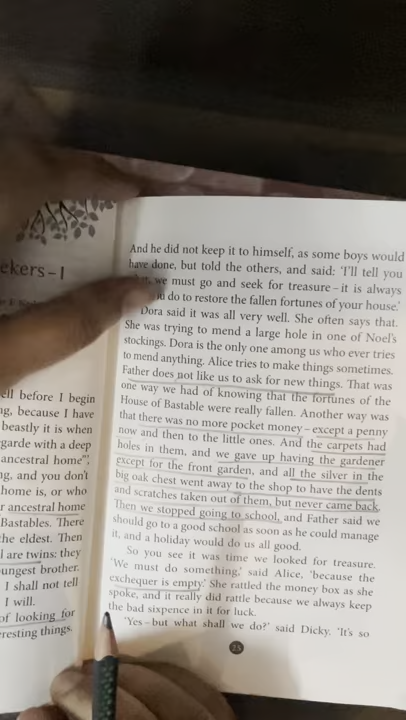 ekers – I
ell before I begin
ng, because I have
beastly it is when
garde with a deep
ancestral home"',
ng, and you don't
home is, or who
r ancestral home
Bastables. There
the eldest. Then
l are twins: they
ungest brother.
I shall not tell
I will.
of looking for
eresting things.
And he did not keep it to himself, as some boys would
have done, but told the others, and said: 'I'll tell you
we must go and seek for treasure – it is always
do to restore the fallen fortunes of your house.'
Dora said it was all very well. She often says that.
She was trying to mend a large hole in one of Noel's
stockings. Dora is the only one among us who ever tries
to mend anything. Alice tries to make things sometimes.
Father does not like us to ask for new things. That was
one way we had of knowing that the fortunes of the
House of Bastable were really fallen. Another way was
that there was no more pocket money – except a penny
now and then to the little ones. And the carpets had
holes in them, and we gave up having the gardener
except for the front garden, and all the silver in the
big oak chest went away to the shop to have the dents
and scratches taken out of them, but never came back.
Then we stopped going to school, and Father said we
should go to a good school as soon as he could manage
it, and a holiday would do us all good.
So you see it was time we looked for treasure.
'We must do something,' said Alice, 'because the
exchequer is empty.' She rattled the money box as she
spoke, and it really did rattle because we always keep
the bad sixpence in it for luck.
'Yes – but what shall we do?' said Dicky. 'It's so